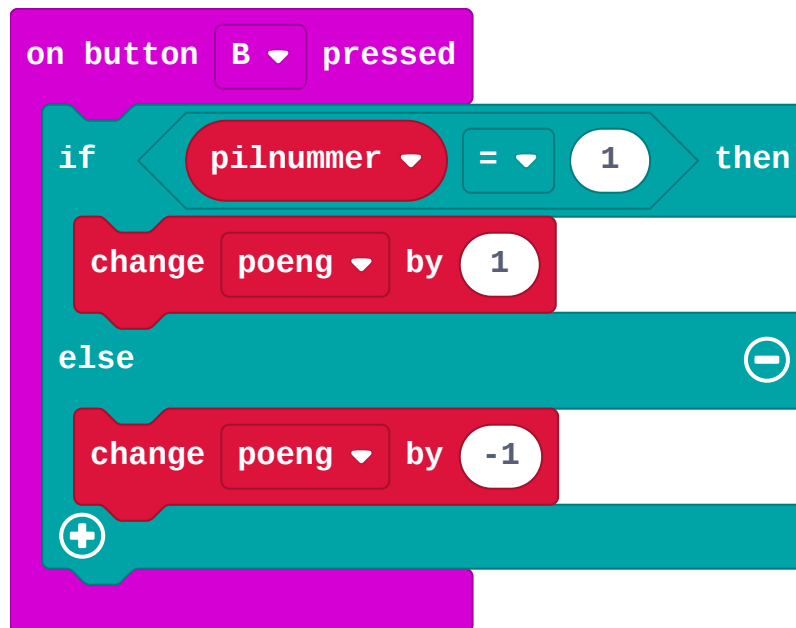 on button B pressed
if pilnummer = 1 then
change poeng by 1
else
change poeng by -1